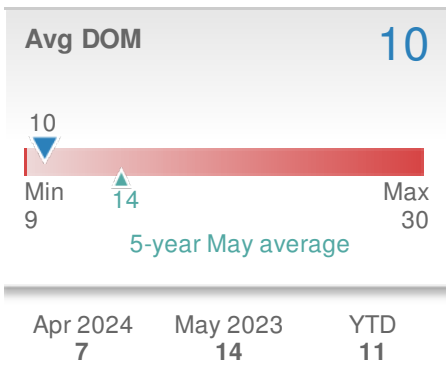 Avg DOM 10
10
Min 14 Max
9 30
5-year May average
Apr 2024 May 2023 YTD
7 14 11